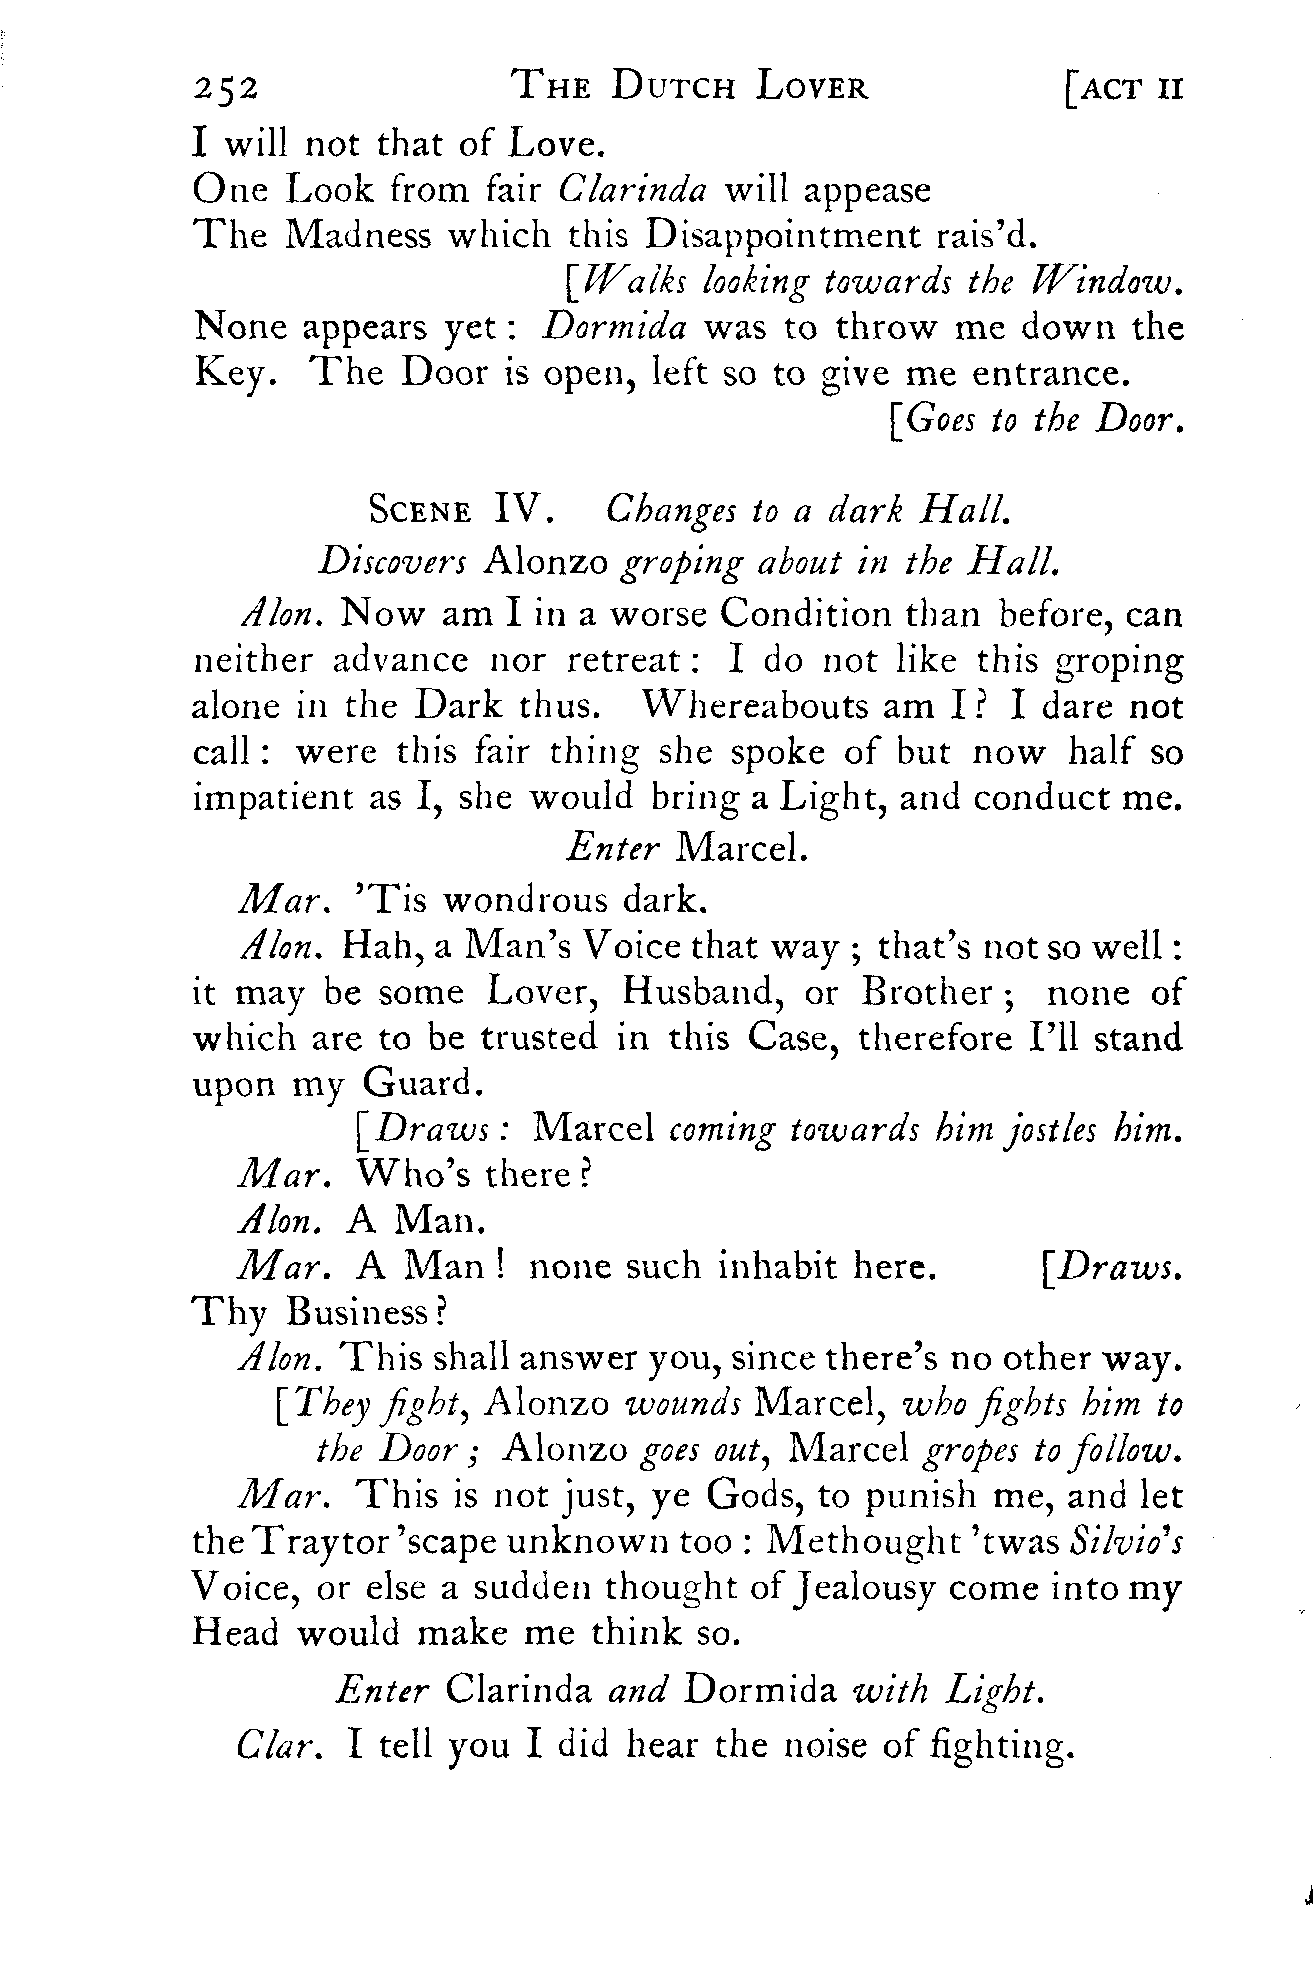 252 THE DUTCH LOVER [ACT II
I will not that of Love.
One Look from fair Clarinda will appease
The Madness which this Disappointment rais'd.
[Walks looking towards the Window.
None appears yet : Dormida was to throw me down the
Key. The Door is open, left so to give me entrance.
[Goes to the Door.
SCENE IV. Changes to a dark Hall.
Discovers Alonzo groping about in the Hall.
Alon. Now am I in a worse Condition than before, can
neither advance nor retreat : I do not like this groping
alone in the Dark thus. Whereabouts am I ? I dare not
call : were this fair thing she spoke of but now half so
impatient as I, she would bring a Light, and conduct me.
Enter Marcel.
Mar. 'Tis wondrous dark.
Alon. Hah, a Man's Voice that way ; that's not so well :
it may be some Lover, Husband, or Brother ; none of
which are to be trusted in this Case, therefore I'll stand
upon my Guard.
[Draws : Marcel coming towards him jostles him.
Mar. Who's there ?
Alon. A Man.
Mar. A Man ! none such inhabit here. [Draws.
Thy Business ?
Alon. This shall answer you, since there's no other way.
[They fight, Alonzo wounds Marcel, who fights him to
the Door ; Alonzo goes out, Marcel gropes to follow.
Mar. This is not just, ye Gods, to punish me, and let
the Traytor 'scape unknown too : Methought 'twas Silvio's
Voice, or else a sudden thought of Jealousy come into my
Head would make me think so.
Enter Clarinda and Dormida with Light.
Clar. I tell you I did hear the noise of fighting.